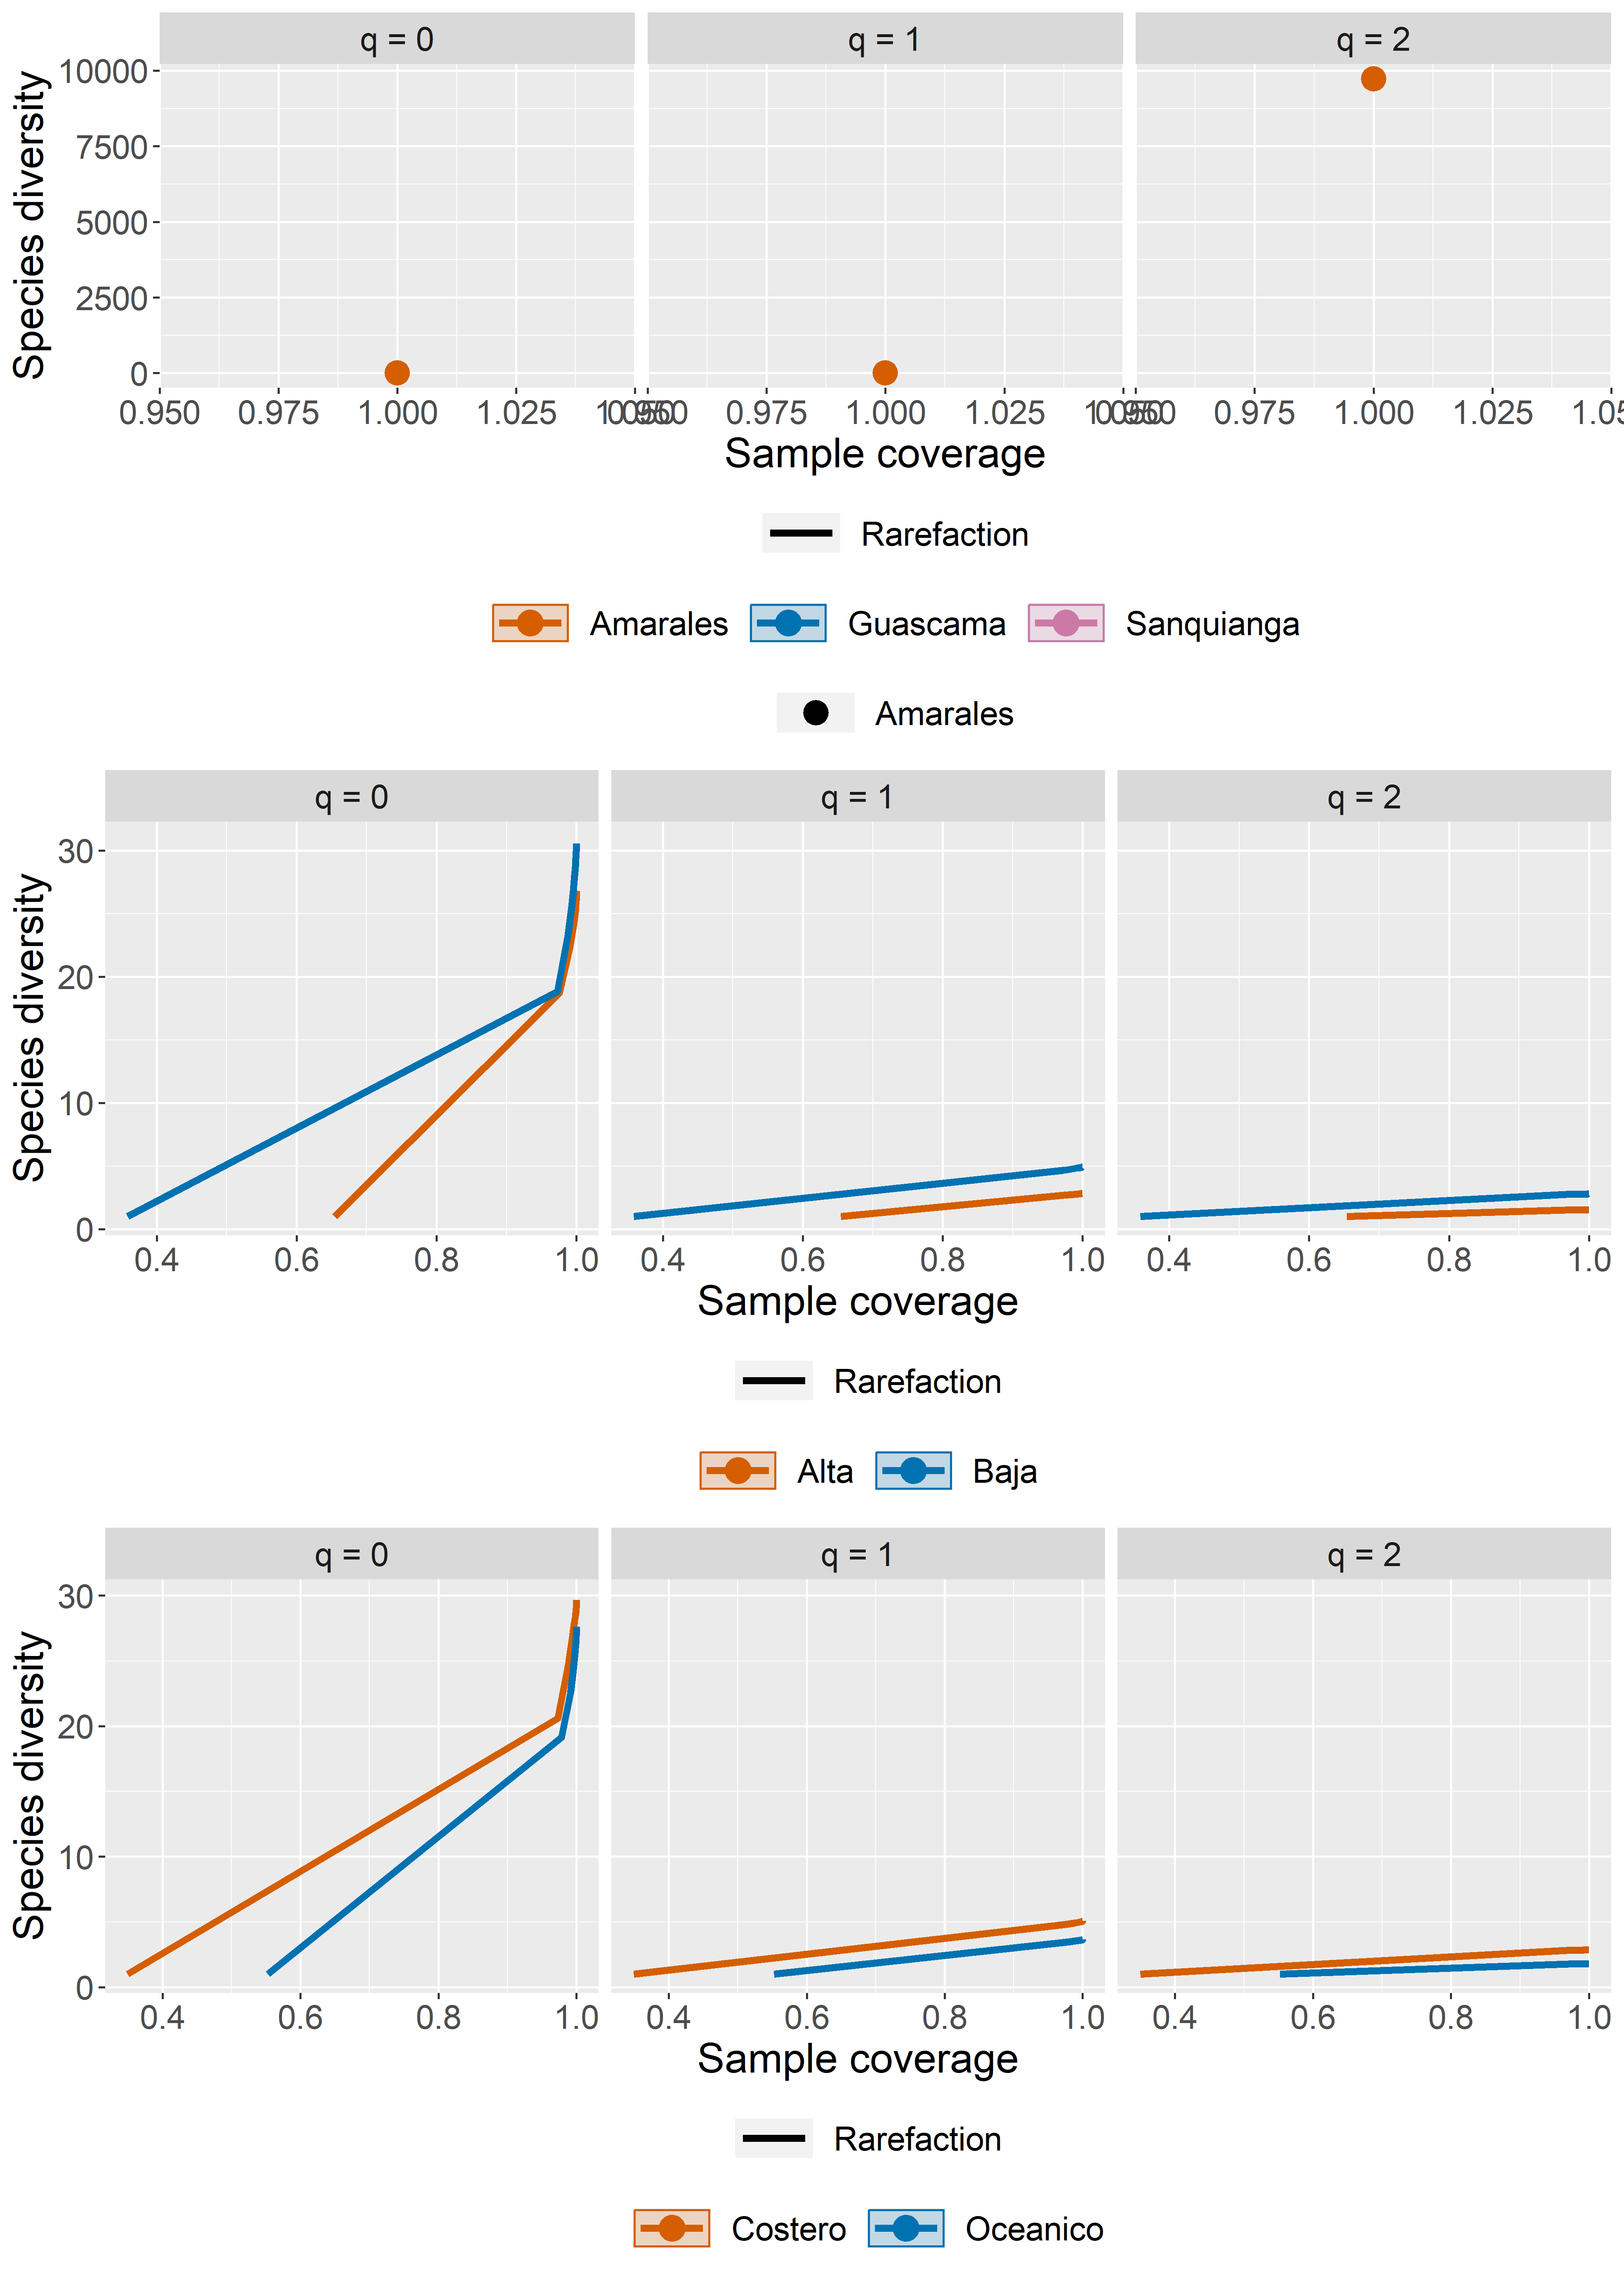 q = 0 q = 1 q = 2
Species diversity
10000
7500
5000
2500
0
0.950 0.975 1.000 1.025 1.050 0.950 0.975 1.000 1.025 1.050 0.950 0.975 1.000 1.025
Sample coverage
Rarefaction
Amarales Guascama Sanquianga
Amarales
q = 0 q = 1 q = 2
Species diversity
30
20
10
0
0.4 0.6 0.8 1.0 0.4 0.6 0.8 1.0 0.4 0.6 0.8 1.0
Sample coverage
Rarefaction
Alta Baja
q = 0 q = 1 q = 2
Species diversity
30
20
10
0
0.4 0.6 0.8 1.0 0.4 0.6 0.8 1.0 0.4 0.6 0.8 1.0
Sample coverage
Rarefaction
Costero Oceanico